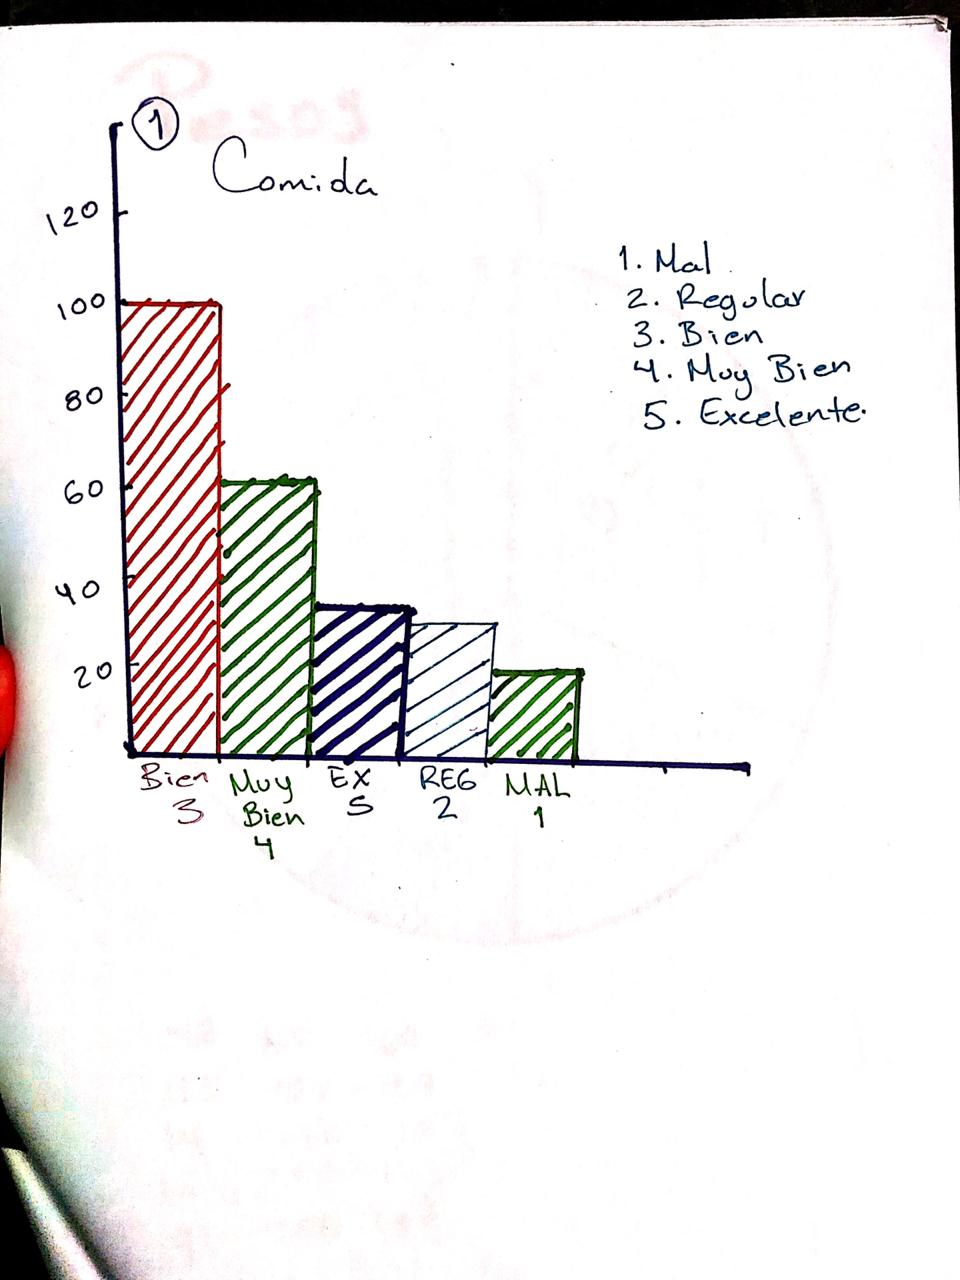 1
Comida
120
100
80
60
40
20
1. Mal
2. Regular
3. Bien
4. Muy Bien
5. Excelente.
Bien Muy EX REG MAL
3 Bien 5 2 1
4